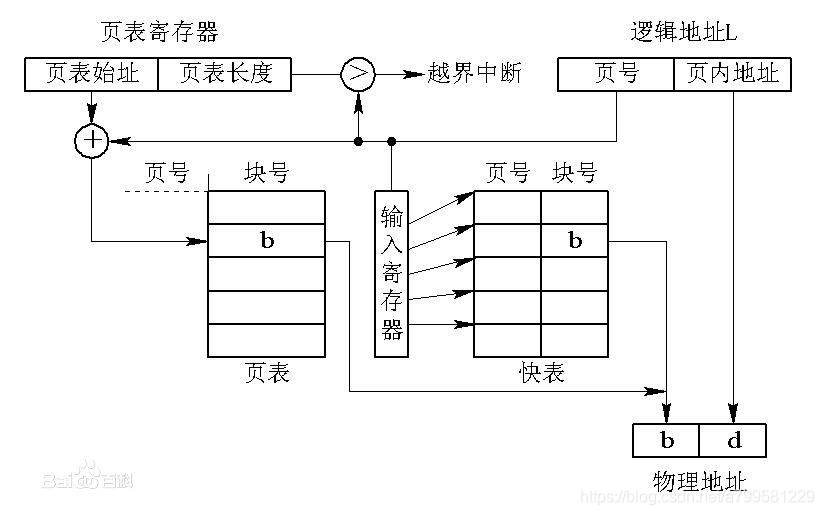 页表寄存器
逻辑地址L
页表始址 页表长度 > 越界中断 页号 页内地址
+
页号 块号 页号 块号
输入寄存器
b b
页表 快表
b d
物理地址
Bai百科
https://blog.csdn.net/a799581229